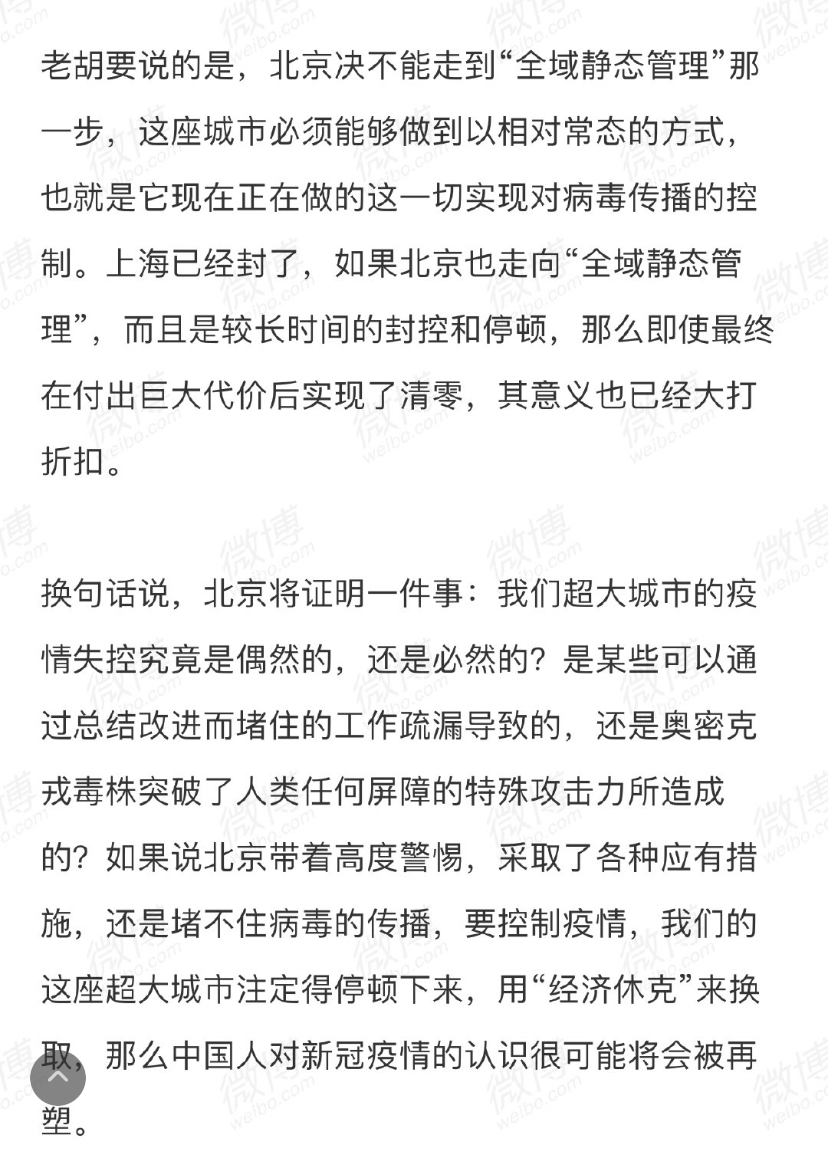 老胡要说的是，北京决不能走到“全域静态管理”那
一步，这座城市必须能够做到以相对常态的方式，
也就是它现在正在做的这一切实现对病毒传播的控
制。上海已经封了，如果北京也走向“全域静态管
理”，而且是较长时间的封控和停顿，那么即使最终
在付出巨大代价后实现了清零，其意义也已经大打
折扣。
换句话说，北京将证明一件事：我们超大城市的疫
情失控究竟是偶然的，还是必然的？是某些可以通
过总结改进而堵住的工作疏漏导致的，还是奥密克
戎毒株突破了人类任何屏障的特殊攻击力所造成
的？如果说北京带着高度警惕，采取了各种应有措
施，还是堵不住病毒的传播，要控制疫情，我们的
这座超大城市注定得停顿下来，用“经济休克”来换
取，那么中国人对新冠疫情的认识很可能将会被再
塑。